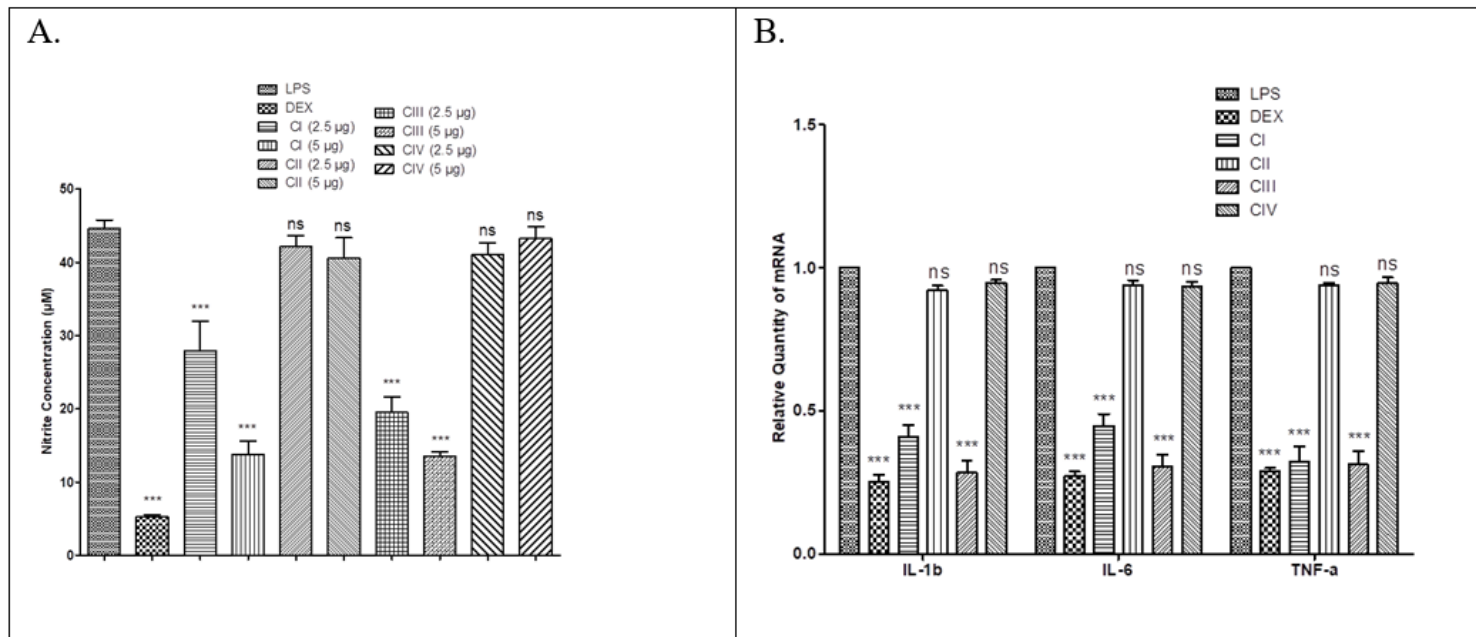 A.
LPS
DEX
CI (2.5 µg)
CI (5 µg)
CII (2.5 µg)
CII (5 µg)
CIII (2.5 µg)
CIII (5 µg)
CIV (2.5 µg)
CIV (5 µg)
Nitrite Concentration (µM)
50
40
30
20
10
0
***
***
***
ns
ns
***
***
ns
ns
B.
LPS
DEX
CI
CII
CIII
CIV
Relative Quantity of mRNA
1.5
1.0
0.5
0.0
***
***
ns
***
ns
***
***
ns
***
ns
***
***
ns
***
ns
IL-1b
IL-6
TNF-a